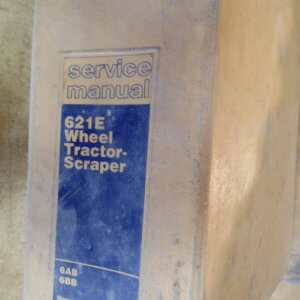 service
manual
621E
Wheel
Tractor-
Scraper
6AB
6BB